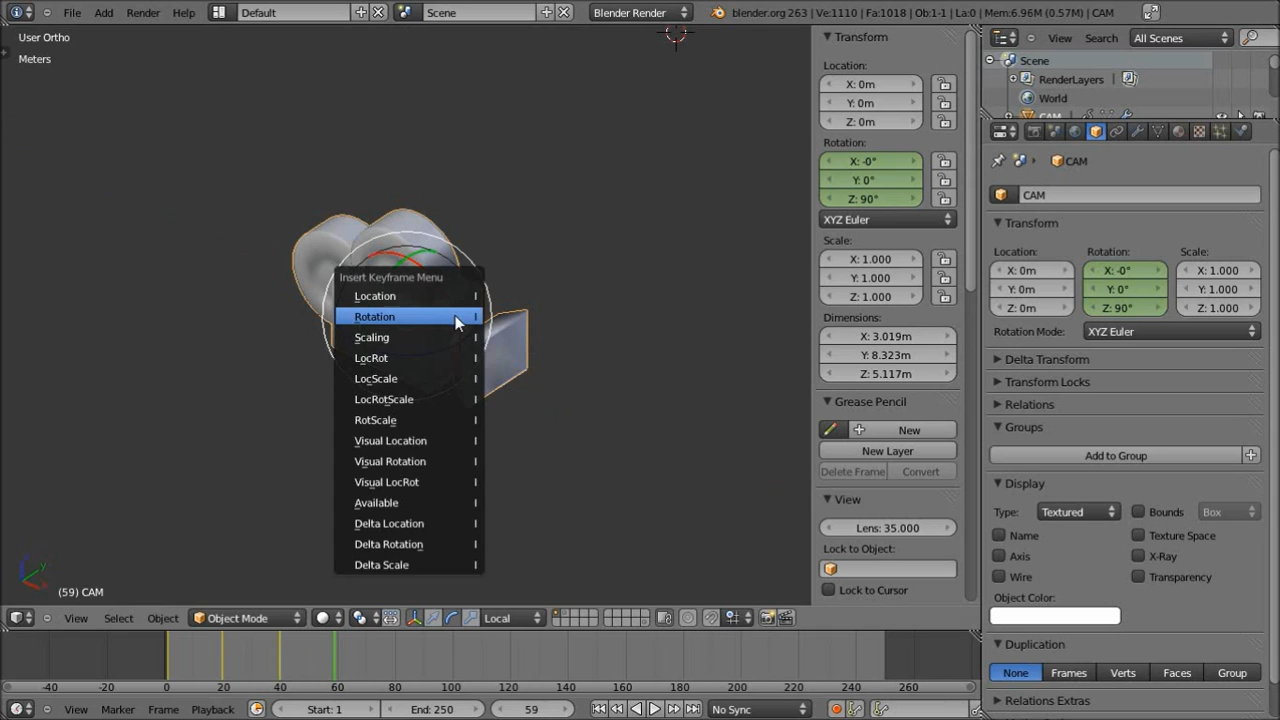 File Add Render Help Default Scene Blender Render blender.org 263 | Ve:1110 | Fa:1018 | Ob:1-1 | La:0 | Mem:6.96M (0.57M) | CAM
User Ortho
Meters
Insert Keyframe Menu
Location I
Rotation I
Scaling I
LocRot I
LocScale I
LocRotScale I
RotScale I
Visual Location I
Visual Rotation I
Visual LocRot I
Available I
Delta Location I
Delta Rotation I
Delta Scale I
(59) CAM
View Select Object Object Mode Local
Transform
Location:
X: 0m
Y: 0m
Z: 0m
Rotation:
X: -0°
Y: 0°
Z: 90°
XYZ Euler
Scale:
X: 1.000
Y: 1.000
Z: 1.000
Dimensions:
X: 3.019m
Y: 8.323m
Z: 5.117m
Grease Pencil
New
New Layer
Delete Frame Convert
View
Lens: 35.000
Lock to Object:
Lock to Cursor
View Search All Scenes
Scene
RenderLayers
World
CAM
CAM
CAM
Transform
Location: Rotation: Scale:
X: 0m X: -0° X: 1.000
Y: 0m Y: 0° Y: 1.000
Z: 0m Z: 90° Z: 1.000
Rotation Mode: XYZ Euler
Delta Transform
Transform Locks
Relations
Groups
Add to Group
Display
Type: Textured Bounds Box
Name Texture Space
Axis X-Ray
Wire Transparency
Object Color:
Duplication
None Frames Verts Faces Group
Relations Extras
-40 -20 0 20 40 60 80 100 120 140 160 180 200 220 240 260
View Marker Frame Playback Start: 1 End: 250 59 No Sync